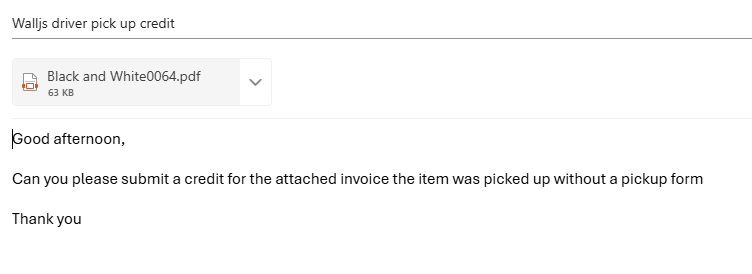 Walljs driver pick up credit
Black and White0064.pdf
63 KB
Good afternoon,
Can you please submit a credit for the attached invoice the item was picked up without a pickup form
Thank you